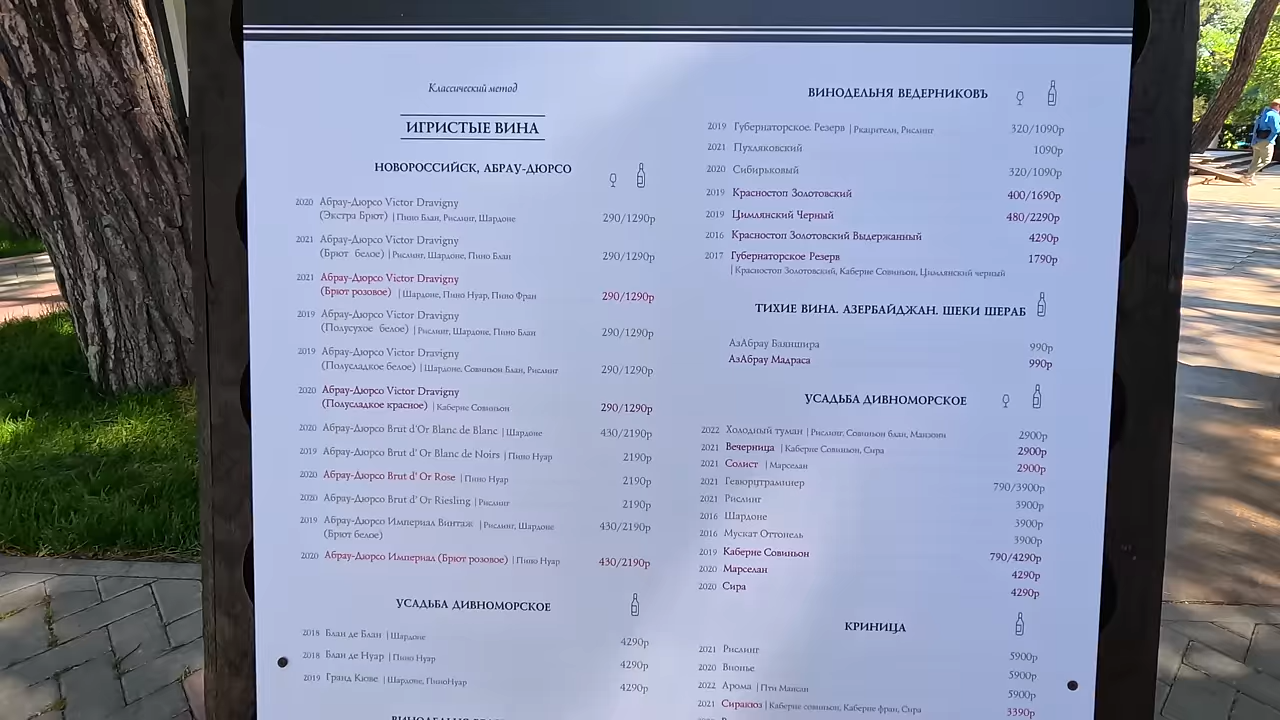 Классический метод
ИГРИСТЫЕ ВИНА
НОВОРОССИЙСК, АБРАУ-ДЮРСО
2020 Абрау-Дюрсо Victor Dravigny
(Экстра Брют) | Пино Блан, Рислинг, Шардоне 290/1290р
2021 Абрау-Дюрсо Victor Dravigny
(Брют белое) | Рислинг, Шардоне, Пино Блан 290/1290р
2021 Абрау-Дюрсо Victor Dravigny
(Брют розовое) | Шардоне, Пино Нуар, Пино Фран 290/1290р
2019 Абрау-Дюрсо Victor Dravigny
(Полусухое белое) | Рислинг, Шардоне, Пино Блан 290/1290р
2019 Абрау-Дюрсо Victor Dravigny
(Полусладкое белое) | Шардоне, Совиньон Блан, Рислинг 290/1290р
2020 Абрау-Дюрсо Victor Dravigny
(Полусладкое красное) | Каберне Совиньон 290/1290р
2020 Абрау-Дюрсо Brut d'Or Blanc de Blanc | Шардоне 430/2190р
2019 Абрау-Дюрсо Brut d' Or Blanc de Noirs | Пино Нуар 2190р
2020 Абрау-Дюрсо Brut d' Or Rose | Пино Нуар 2190р
2020 Абрау-Дюрсо Brut d' Or Riesling | Рислинг 2190р
2019 Абрау-Дюрсо Империал Винтаж | Рислинг, Шардоне 430/2190р
(Брют белое)
2020 Абрау-Дюрсо Империал (Брют розовое) | Пино Нуар 430/2190р
УСАДЬБА ДИВНОМОРСКОЕ
2018 Блан де Блан | Шардоне 4290р
2018 Блан де Нуар | Пино Нуар 4290р
2019 Гранд Кюве | Шардоне, ПиноНуар 4290р
ВИНОДЕЛЬНЯ ВЕДЕРНИКОВЪ
2019 Губернаторское. Резерв | Ркацители, Рислинг 320/1090р
2021 Пухляковский 1090р
2020 Сибирьковый 320/1090р
2019 Красностоп Золотовский 400/1690р
2019 Цимлянский Черный 480/2290р
2016 Красностоп Золотовский Выдержанный 4290р
2017 Губернаторское Резерв 1790р
| Красностоп Золотовский, Каберне Совиньон, Цимлянский черный
ТИХИЕ ВИНА. АЗЕРБАЙДЖАН. ШЕКИ ШЕРАБ
АзАбрау Баяншира 990р
АзАбрау Мадраса 990р
УСАДЬБА ДИВНОМОРСКОЕ
2022 Холодный туман | Рислинг, Совиньон блан, Манзони 2900р
2021 Вечерница | Каберне Совиньон, Сира 2900р
2021 Солист | Марселан 2900р
2021 Гевюрцтраминер 790/3900р
2021 Рислинг 3900р
2016 Шардоне 3900р
2016 Мускат Оттонель 3900р
2019 Каберне Совиньон 790/4290р
2020 Марселан 4290р
2020 Сира 4290р
КРИНИЦА
2021 Рислинг 5900р
2020 Вионье 5900р
2022 Арома | Пти Мансан 5900р
2021 Сиракюз | Каберне совиньон, Каберне фран, Сира 3390р